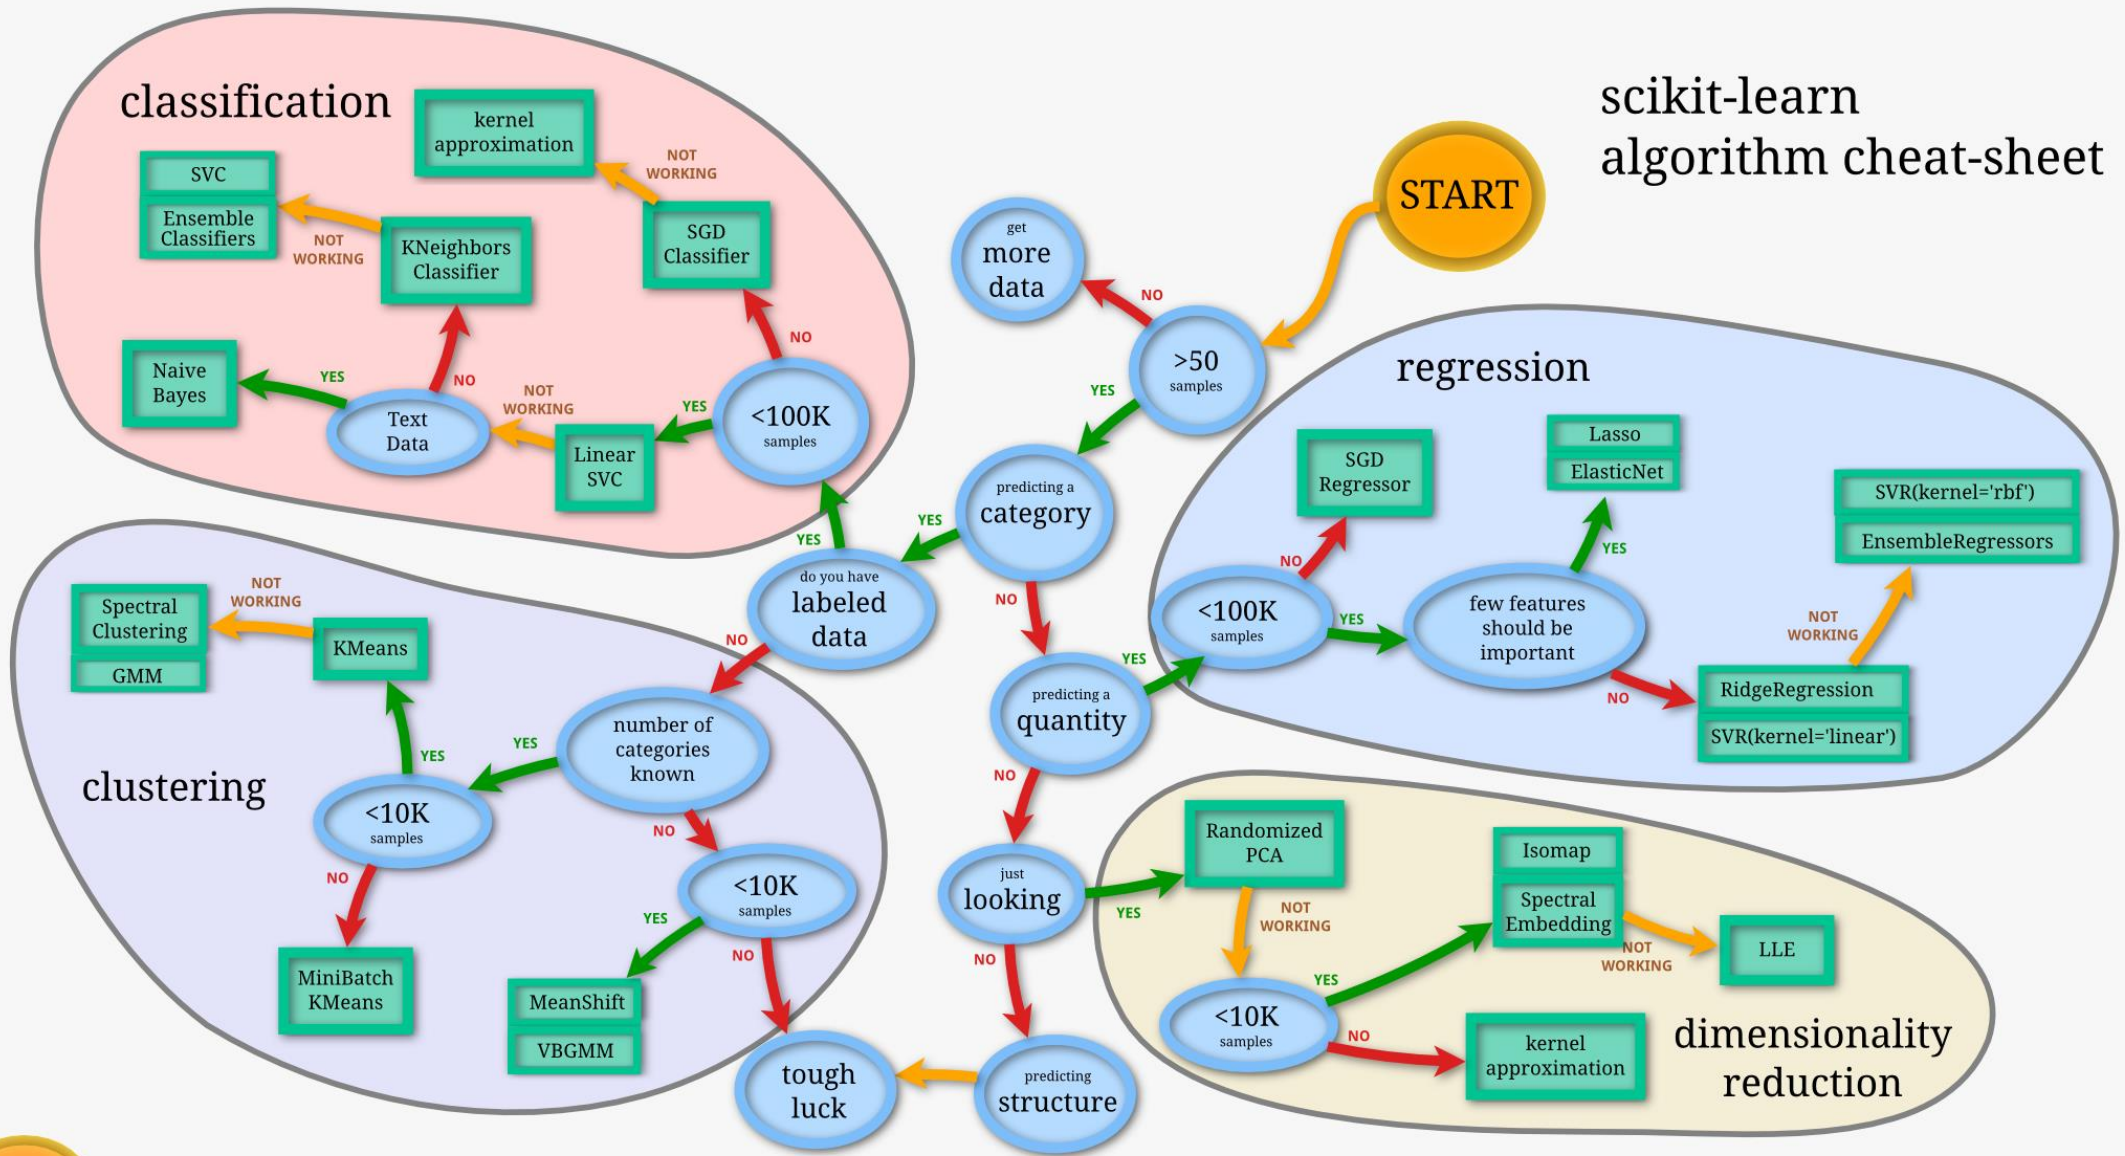 scikit-learn
algorithm cheat-sheet
START
classification
kernel
approximation
NOT
WORKING
SVC
Ensemble
Classifiers
NOT
WORKING
KNeighbors
Classifier
SGD
Classifier
NO
Naive
Bayes
YES
NO
Text
Data
NOT
WORKING
Linear
SVC
YES
<100K
samples
YES
get
more
data
NO
>50
samples
YES
predicting a
category
YES
NO
do you have
labeled
data
NO
predicting a
quantity
YES
NO
just
looking
YES
NO
predicting
structure
tough
luck
regression
SGD
Regressor
NO
<100K
samples
YES
Lasso
ElasticNet
YES
few features
should be
important
NO
SVR(kernel='rbf')
EnsembleRegressors
NOT
WORKING
RidgeRegression
SVR(kernel='linear')
clustering
Spectral
Clustering
GMM
NOT
WORKING
KMeans
YES
number of
categories
known
YES
NO
<10K
samples
NO
MiniBatch
KMeans
<10K
samples
YES
NO
MeanShift
VBGMM
dimensionality
reduction
Randomized
PCA
NOT
WORKING
<10K
samples
YES
NO
Isomap
Spectral
Embedding
NOT
WORKING
LLE
kernel
approximation